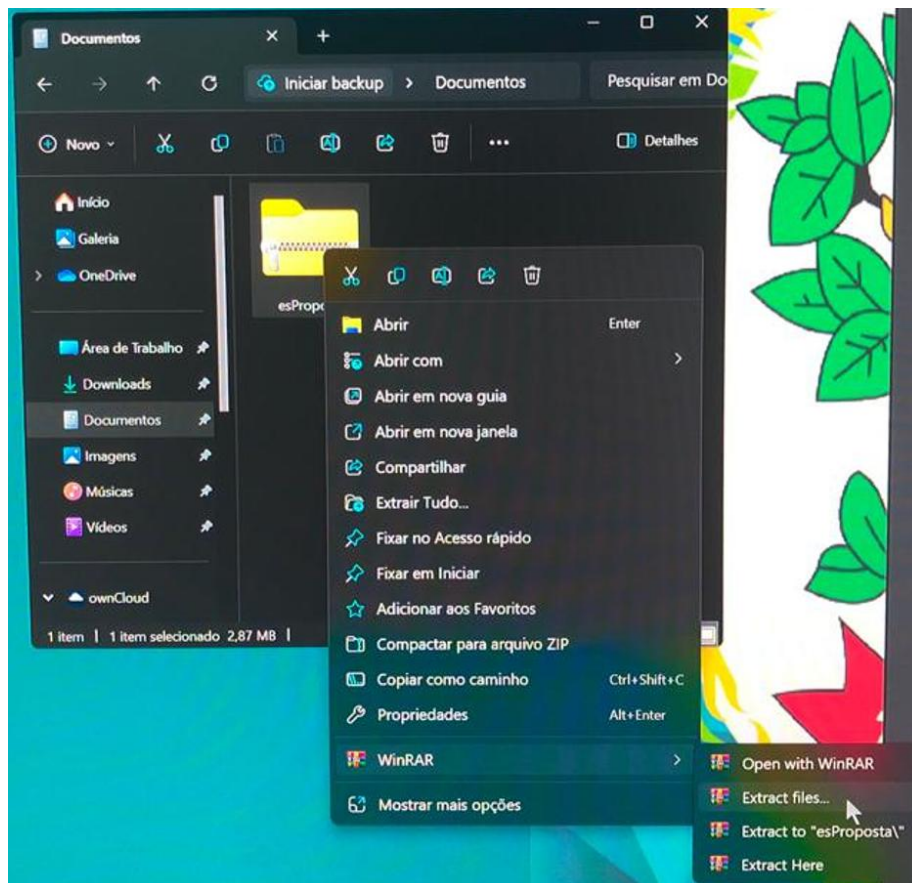 Documentos
Iniciar backup > Documentos
Pesquisar em Do
Novo
Detalhes
Início
Galeria
OneDrive
Área de Trabalho
Downloads
Documentos
Imagens
Músicas
Vídeos
ownCloud
1 item | 1 item selecionado 2,87 MB |
esPropo
Abrir Enter
Abrir com
Abrir em nova guia
Abrir em nova janela
Compartilhar
Extrair Tudo...
Fixar no Acesso rápido
Fixar em Iniciar
Adicionar aos Favoritos
Compactar para arquivo ZIP
Copiar como caminho Ctrl+Shift+C
Propriedades Alt+Enter
WinRAR
Mostrar mais opções
Open with WinRAR
Extract files...
Extract to "esProposta\"
Extract Here